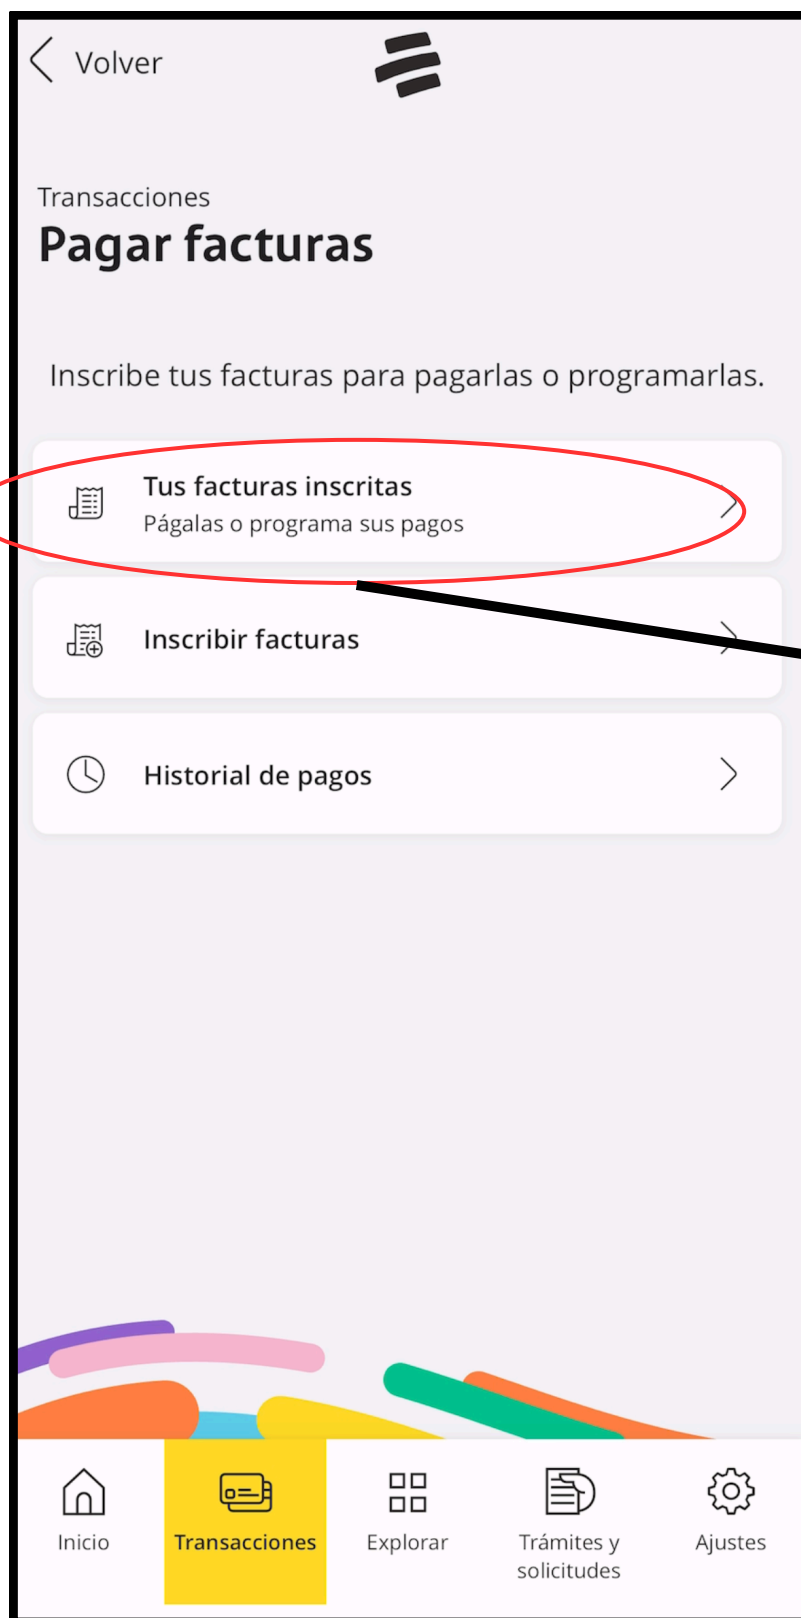 Volver
Transacciones
Pagar facturas
Inscribe tus facturas para pagarlas o programarlas.
Tus facturas inscritas
Págalas o programa sus pagos
Inscribir facturas
Historial de pagos
Inicio
Transacciones
Explorar
Trámites y
solicitudes
Ajustes